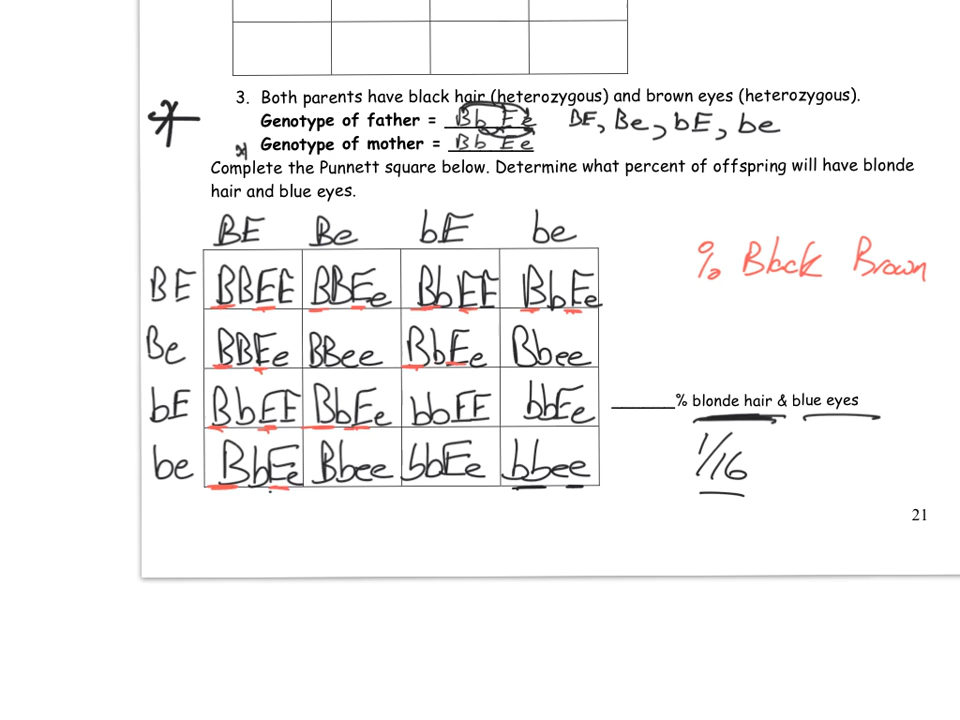 3. Both parents have black hair (heterozygous) and brown eyes (heterozygous).
Genotype of father = Bb Ee BE, Be, bE, be
Genotype of mother = Bb Ee
Complete the Punnett square below. Determine what percent of offspring will have blonde
hair and blue eyes.
BE Be bE be
BE BBEE BBEe BbEE BbEe
Be BBEe BBee BbEe Bbee
bE BbEE BbEe bbEE bbEe
be BbEe Bbee bbEe bbee
% Black Brown
______% blonde hair & blue eyes
1/16
21